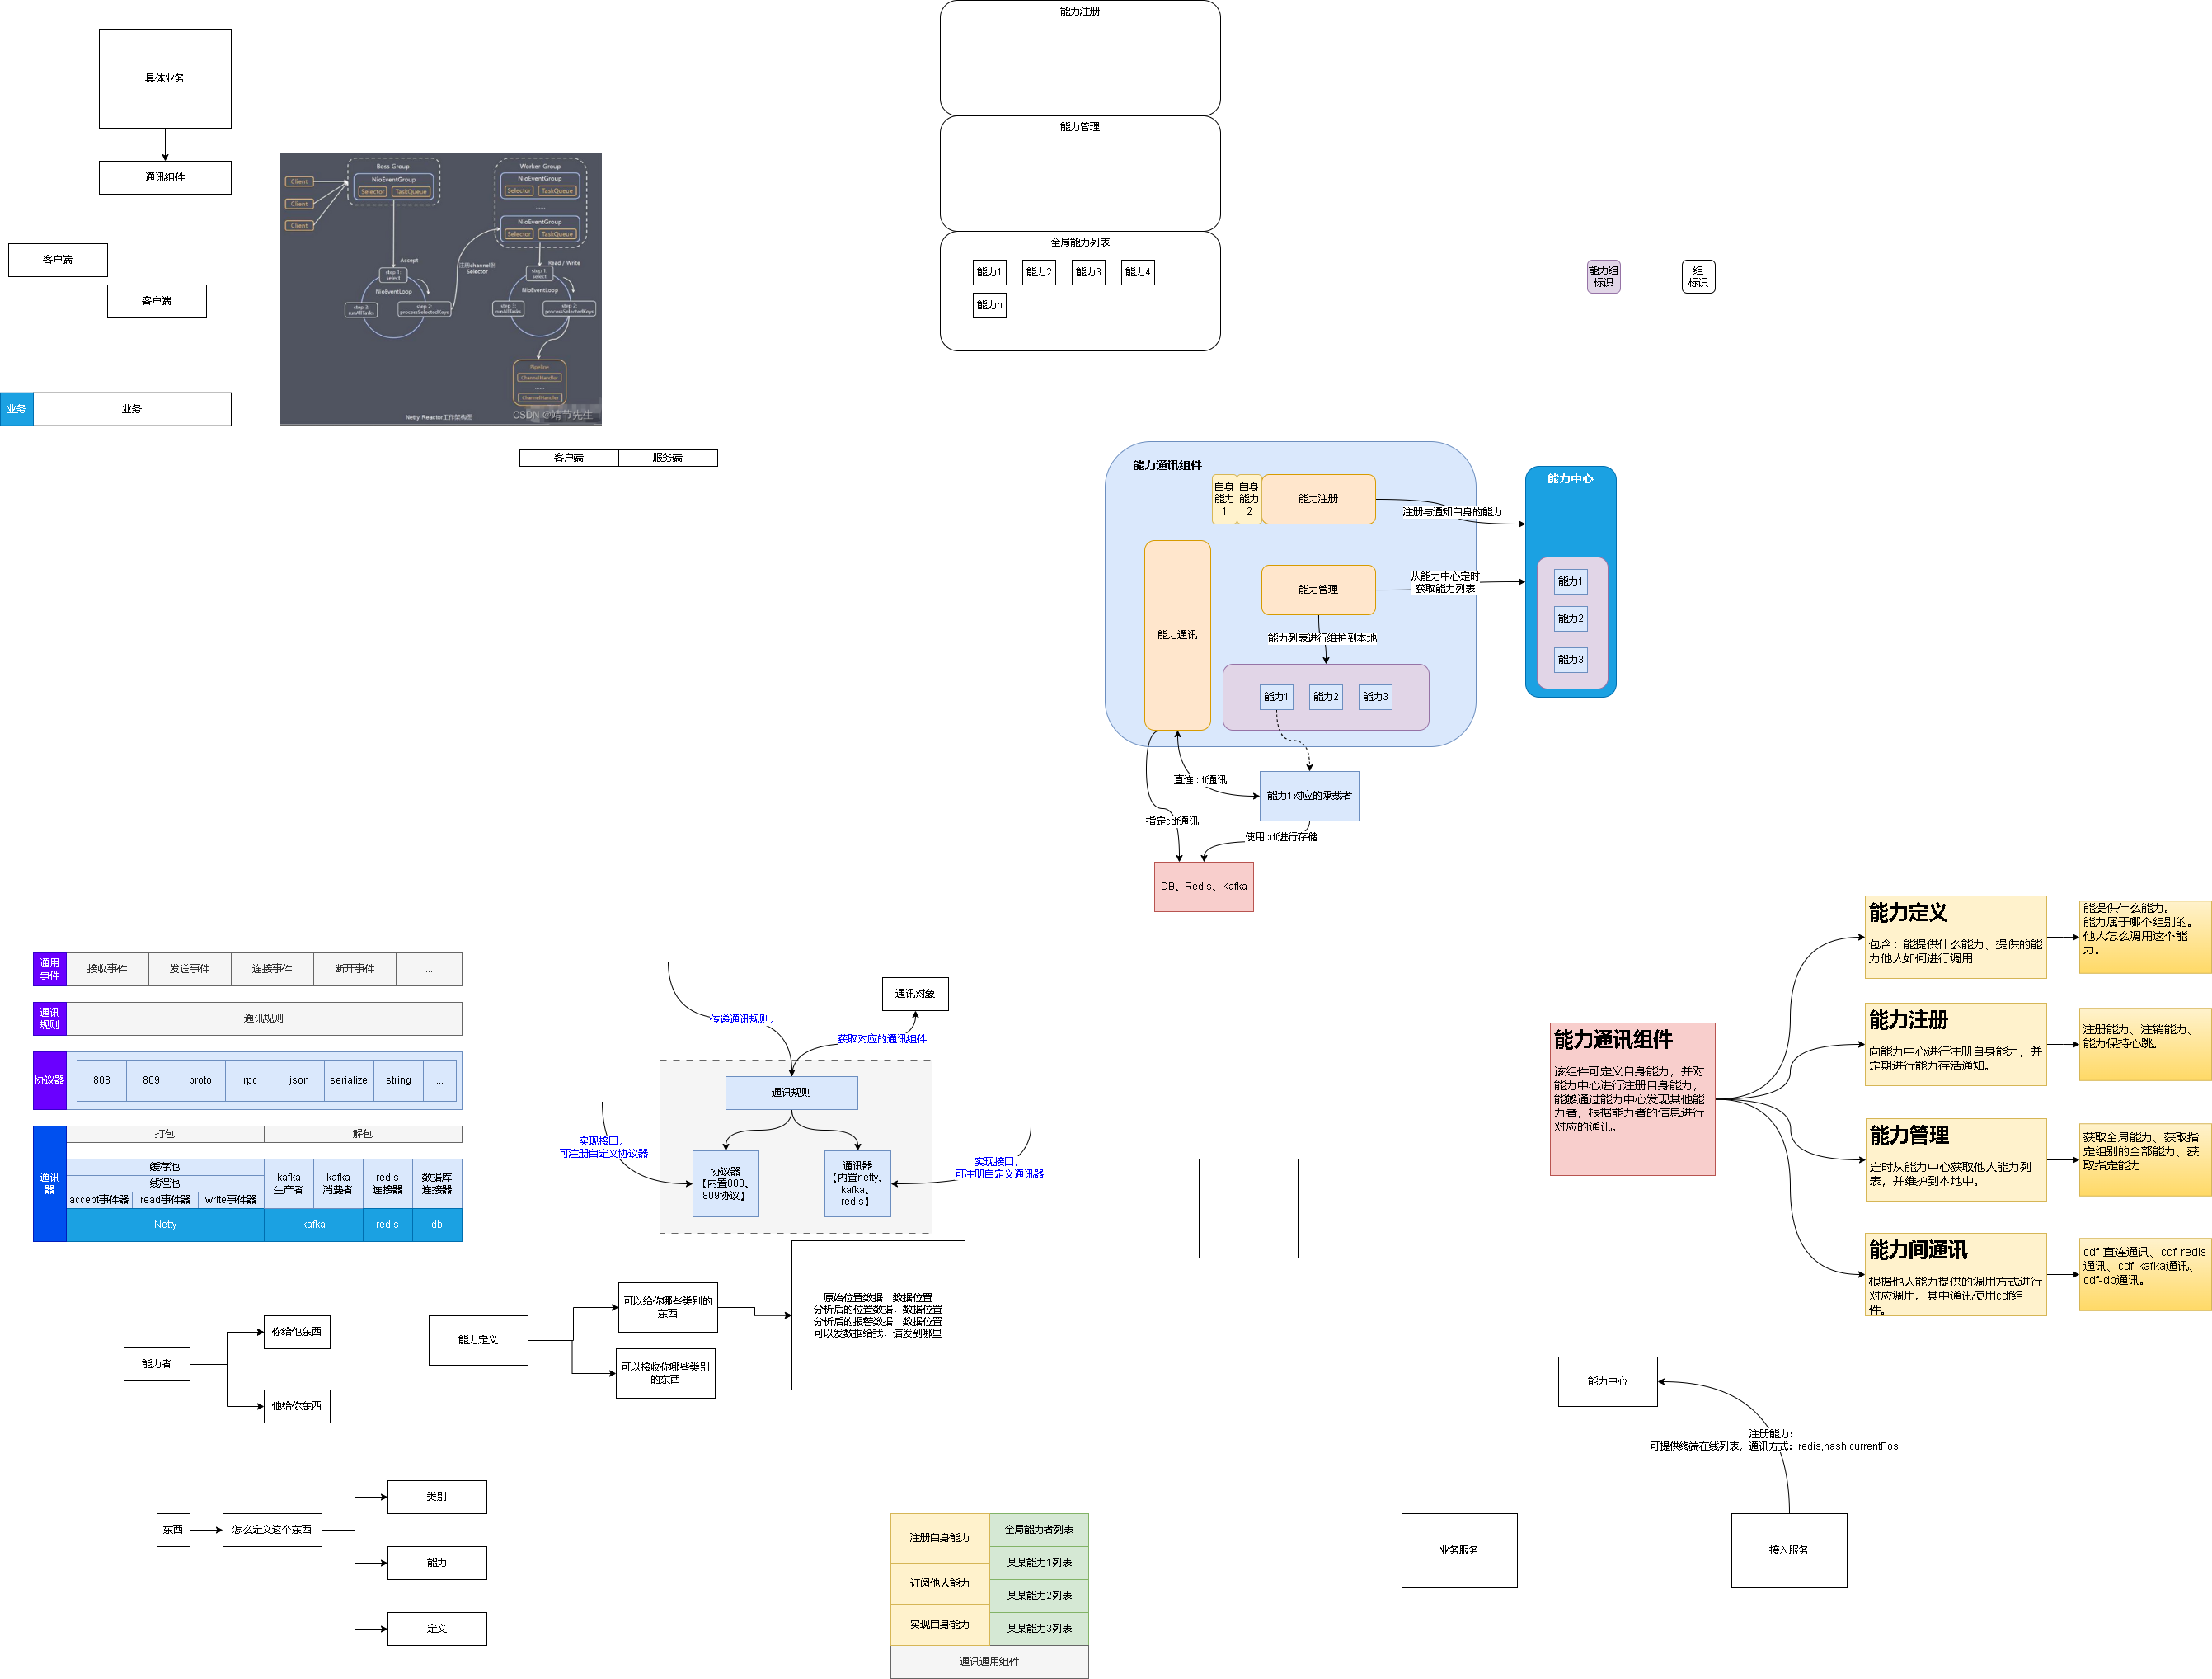 能力注册
具体业务
能力管理
通讯组件
Boss Group
NioEventGroup
Selector
TaskQueue
Worker Group
NioEventGroup
Selector
TaskQueue
......
NioEventGroup
Selector
TaskQueue
Client
Client
Client
Accept
注册channel到
Selector
Read / Write
step 1:
select
NioEventLoop
step 3:
runAllTasks
step 2:
processSelectedKeys
step 1:
select
NioEventLoop
step 3:
runAllTasks
step 2:
processSelectedKeys
Pipeline
ChannelHandler
......
ChannelHandler
Netty Reactor工作架构图
CSDN @靖节先生
全局能力列表
能力1
能力2
能力3
能力4
能力n
能力组
标识
组
标识
客户端
客户端
业务
业务
客户端
服务端
能力通讯组件
自身
能力
1
自身
能力
2
能力注册
注册与通知自身的能力
能力中心
能力1
能力2
能力3
能力通讯
能力管理
从能力中心定时
获取能力列表
能力列表进行维护到本地
能力1
能力2
能力3
直连cdf通讯
能力1对应的承载者
指定cdf通讯
使用cdf进行存储
DB、Redis、Kafka
通用
事件
接收事件
发送事件
连接事件
断开事件
...
通讯
规则
通讯规则
协议器
808
809
proto
rpc
json
serialize
string
...
通讯
器
打包
解包
缓存池
线程池
accept事件器
read事件器
write事件器
kafka
生产者
kafka
消费者
redis
连接器
数据库
连接器
Netty
kafka
redis
db
通讯对象
传递通讯规则，
获取对应的通讯组件
通讯规则
实现接口，
可注册自定义协议器
协议器
【内置808、
809协议】
通讯器
【内置netty、
kafka、
redis】
实现接口，
可注册自定义通讯器
能力通讯组件
该组件可定义自身能力，并对
能力中心进行注册自身能力，
能够通过能力中心发现其他能
力者，根据能力者的信息进行
对应的通讯。
能力定义
包含：能提供什么能力、提供的能
力他人如何进行调用
能提供什么能力。
能力属于哪个组别的。
他人怎么调用这个能
力。
能力注册
向能力中心进行注册自身能力，并
定期进行能力存活通知。
注册能力、注销能力、
能力保持心跳。
能力管理
定时从能力中心获取他人能力列
表，并维护到本地中。
获取全局能力、获取指
定组别的全部能力、获
取指定能力
能力间通讯
根据他人能力提供的调用方式进行
对应调用。其中通讯使用cdf组
件。
cdf-直连通讯、cdf-redis
通讯、cdf-kafka通讯、
cdf-db通讯。
能力者
你给他东西
他给你东西
能力定义
可以给你哪些类别的
东西
可以接收你哪些类别
的东西
原始位置数据，数据位置
分析后的位置数据，数据位置
分析后的报警数据，数据位置
可以发数据给我，请发到哪里
能力中心
注册能力：
可提供终端在线列表，通讯方式：redis,hash,currentPos
东西
怎么定义这个东西
类别
能力
定义
注册自身能力
订阅他人能力
实现自身能力
全局能力者列表
某某能力1列表
某某能力2列表
某某能力3列表
通讯通用组件
业务服务
接入服务